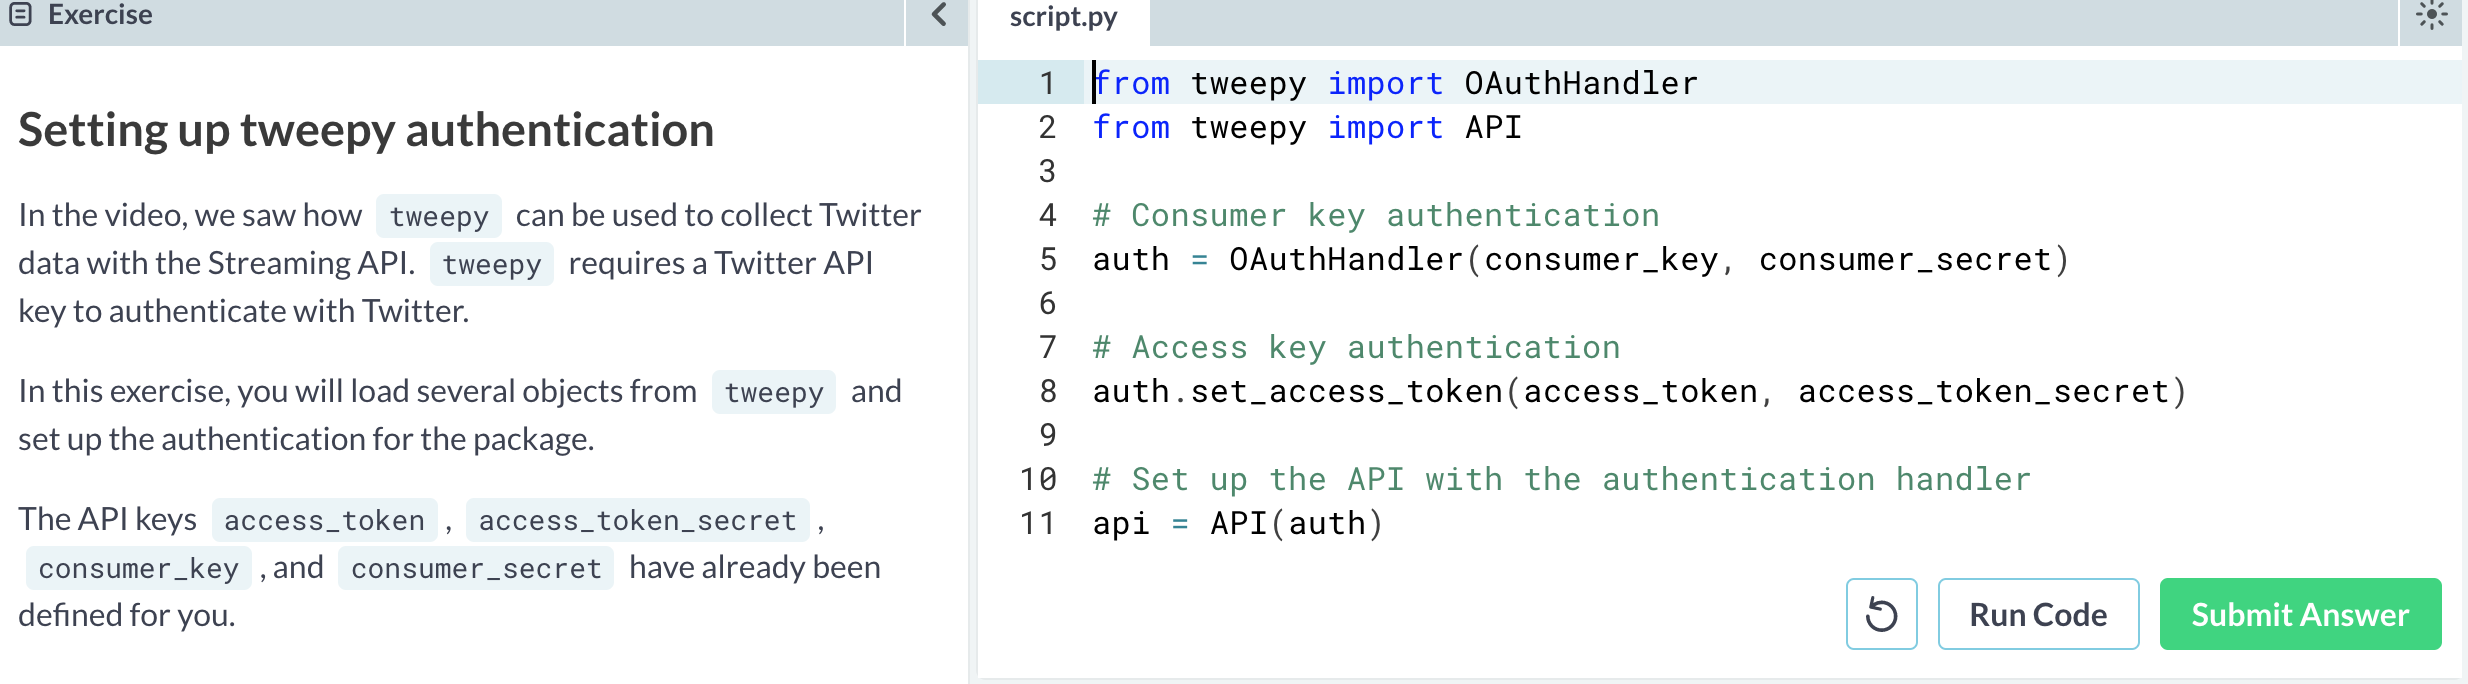 Exercise
Setting up tweepy authentication
In the video, we saw how tweepy can be used to collect Twitter
data with the Streaming API. tweepy requires a Twitter API
key to authenticate with Twitter.
In this exercise, you will load several objects from tweepy and
set up the authentication for the package.
The API keys access_token , access_token_secret ,
consumer_key , and consumer_secret have already been
defined for you.
script.py
1 from tweepy import OAuthHandler
2 from tweepy import API
3
4 # Consumer key authentication
5 auth = OAuthHandler(consumer_key, consumer_secret)
6
7 # Access key authentication
8 auth.set_access_token(access_token, access_token_secret)
9
10 # Set up the API with the authentication handler
11 api = API(auth)
Run Code
Submit Answer